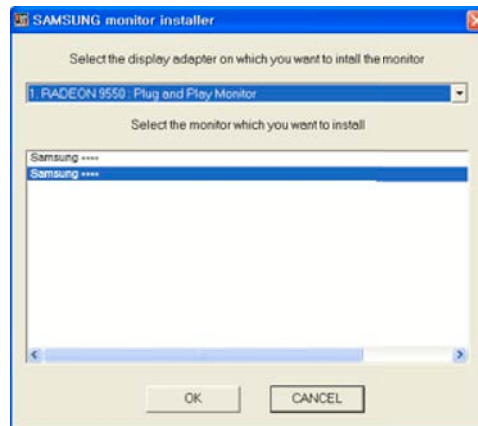 SAMSUNG monitor installer
Select the display adapter on which you want to intall the monitor
1. RADEON 9550 : Plug and Play Monitor
Select the monitor which you want to install
Samsung ****
Samsung ****
OK
CANCEL